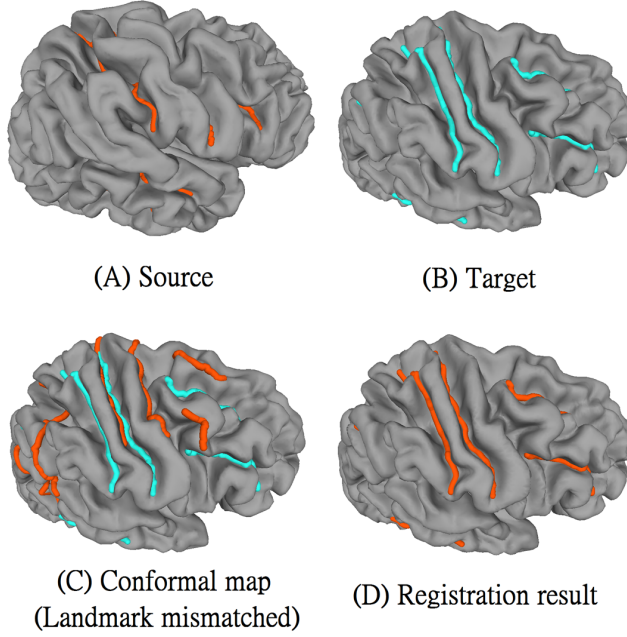 (A) Source
(B) Target
(C) Conformal map
(Landmark mismatched)
(D) Registration result